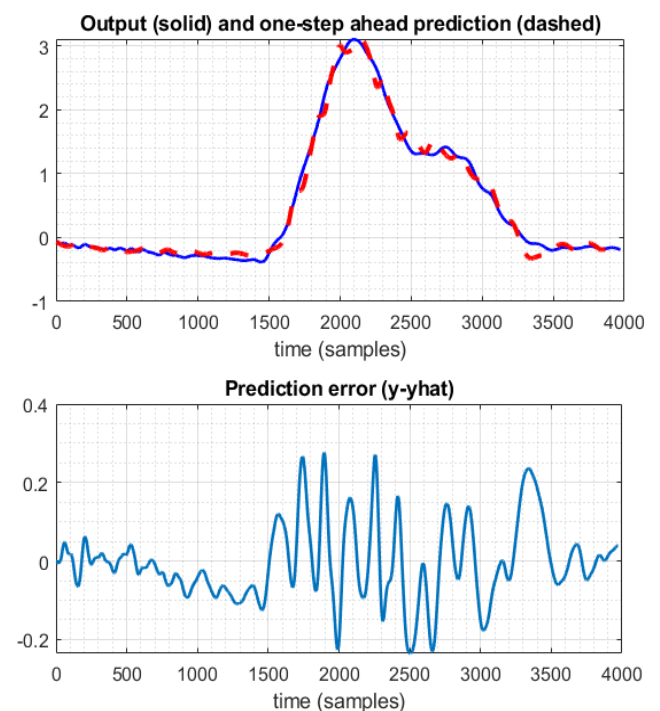 Output (solid) and one-step ahead prediction (dashed)
3
2
1
0
-1
0 500 1000 1500 2000 2500 3000 3500 4000
time (samples)
Prediction error (y-yhat)
0.4
0.2
0
-0.2
0 500 1000 1500 2000 2500 3000 3500 4000
time (samples)